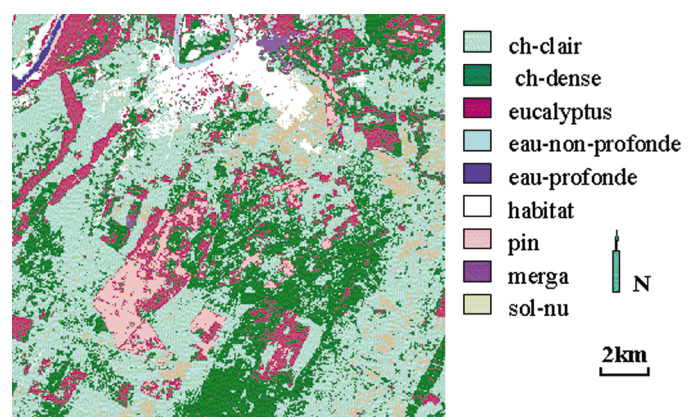 ch-clair
ch-dense
eucalyptus
eau-non-profonde
eau-profonde
habitat
pin
merga
sol-nu
N
2km